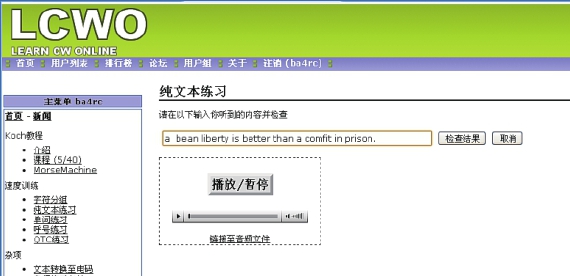 LCWO
LEARN CW ONLINE
首页 用户列表 排行榜 论坛 用户组 关于 注销 (ba4rc)
主菜单 ba4rc
首页 - 新闻
Koch教程
介绍
课程 (5/40)
MorseMachine
速度训练
字符分组
纯文本练习
单词练习
呼号练习
QTC练习
杂项
文本转换至电码
纯文本练习
请在以下输入你听到的内容并检查
a bean liberty is better than a comfit in prison.
检查结果 取消
播放/暂停
链接至音频文件